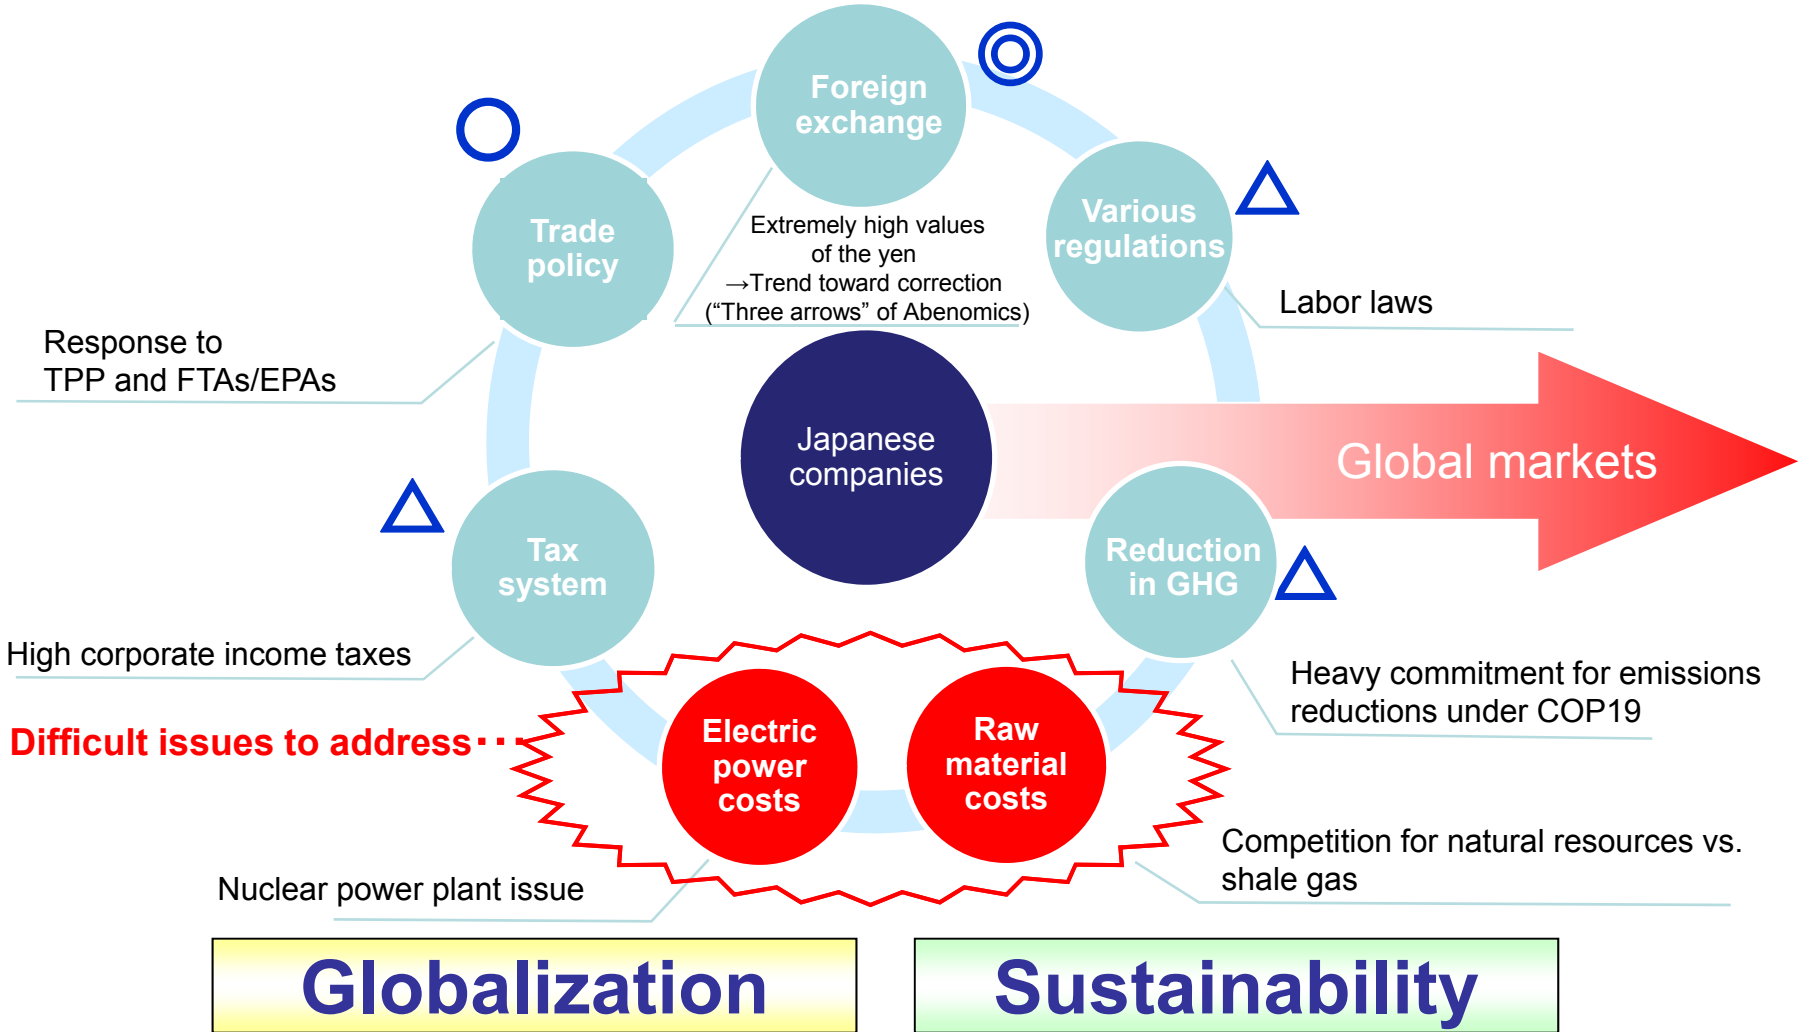 Foreign
exchange
Extremely high values
of the yen
→Trend toward correction
(“Three arrows” of Abenomics)
Various
regulations
Labor laws
Trade
policy
Response to
TPP and FTAs/EPAs
Japanese
companies
Global markets
Tax
system
High corporate income taxes
Reduction
in GHG
Heavy commitment for emissions
reductions under COP19
Difficult issues to address･･･
Electric
power
costs
Raw
material
costs
Nuclear power plant issue
Competition for natural resources vs.
shale gas
Globalization
Sustainability